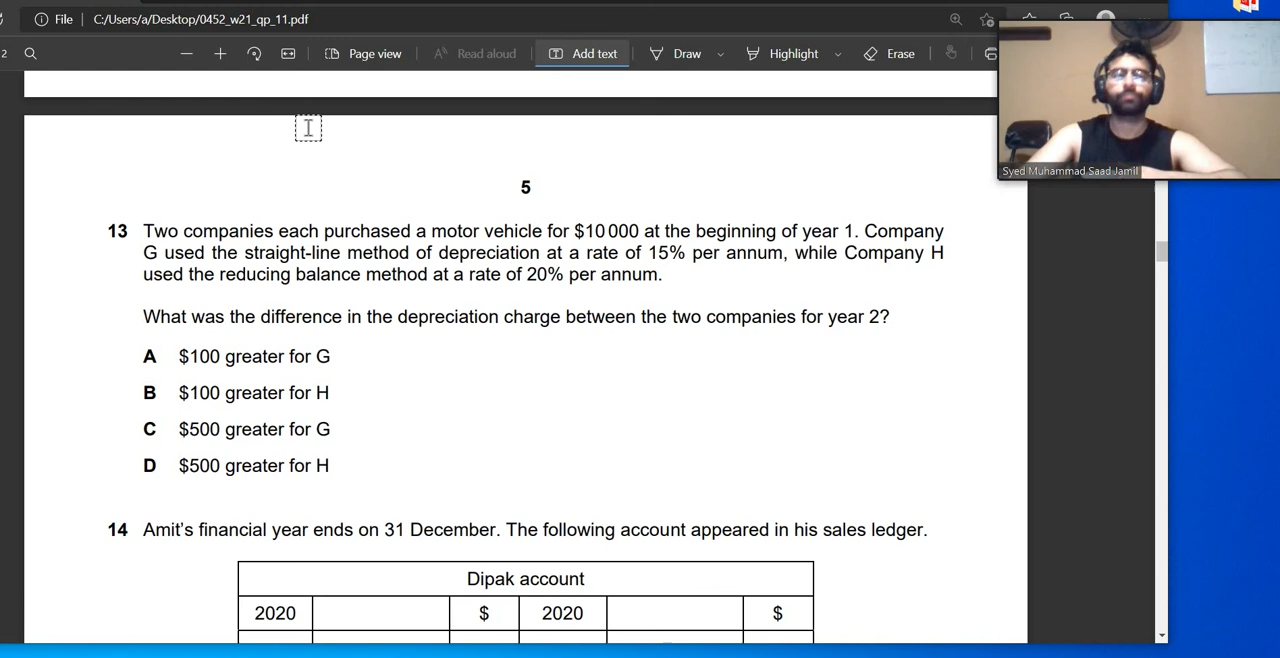 File C:/Users/a/Desktop/0452_w21_qp_11.pdf
2 Page view Read aloud Add text Draw Highlight Erase
Syed Muhammad Saad Jamil
5
13 Two companies each purchased a motor vehicle for $10 000 at the beginning of year 1. Company
G used the straight-line method of depreciation at a rate of 15% per annum, while Company H
used the reducing balance method at a rate of 20% per annum.
What was the difference in the depreciation charge between the two companies for year 2?
A $100 greater for G
B $100 greater for H
C $500 greater for G
D $500 greater for H
14 Amit’s financial year ends on 31 December. The following account appeared in his sales ledger.
Dipak account
2020 $ 2020 $